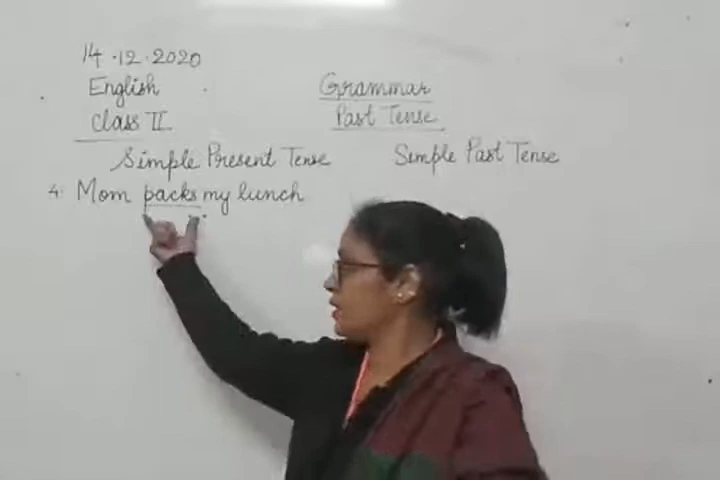 14.12.2020
English
Class II
Grammar
Past Tense
Simple Present Tense
Simple Past Tense
4. Mom packs my lunch